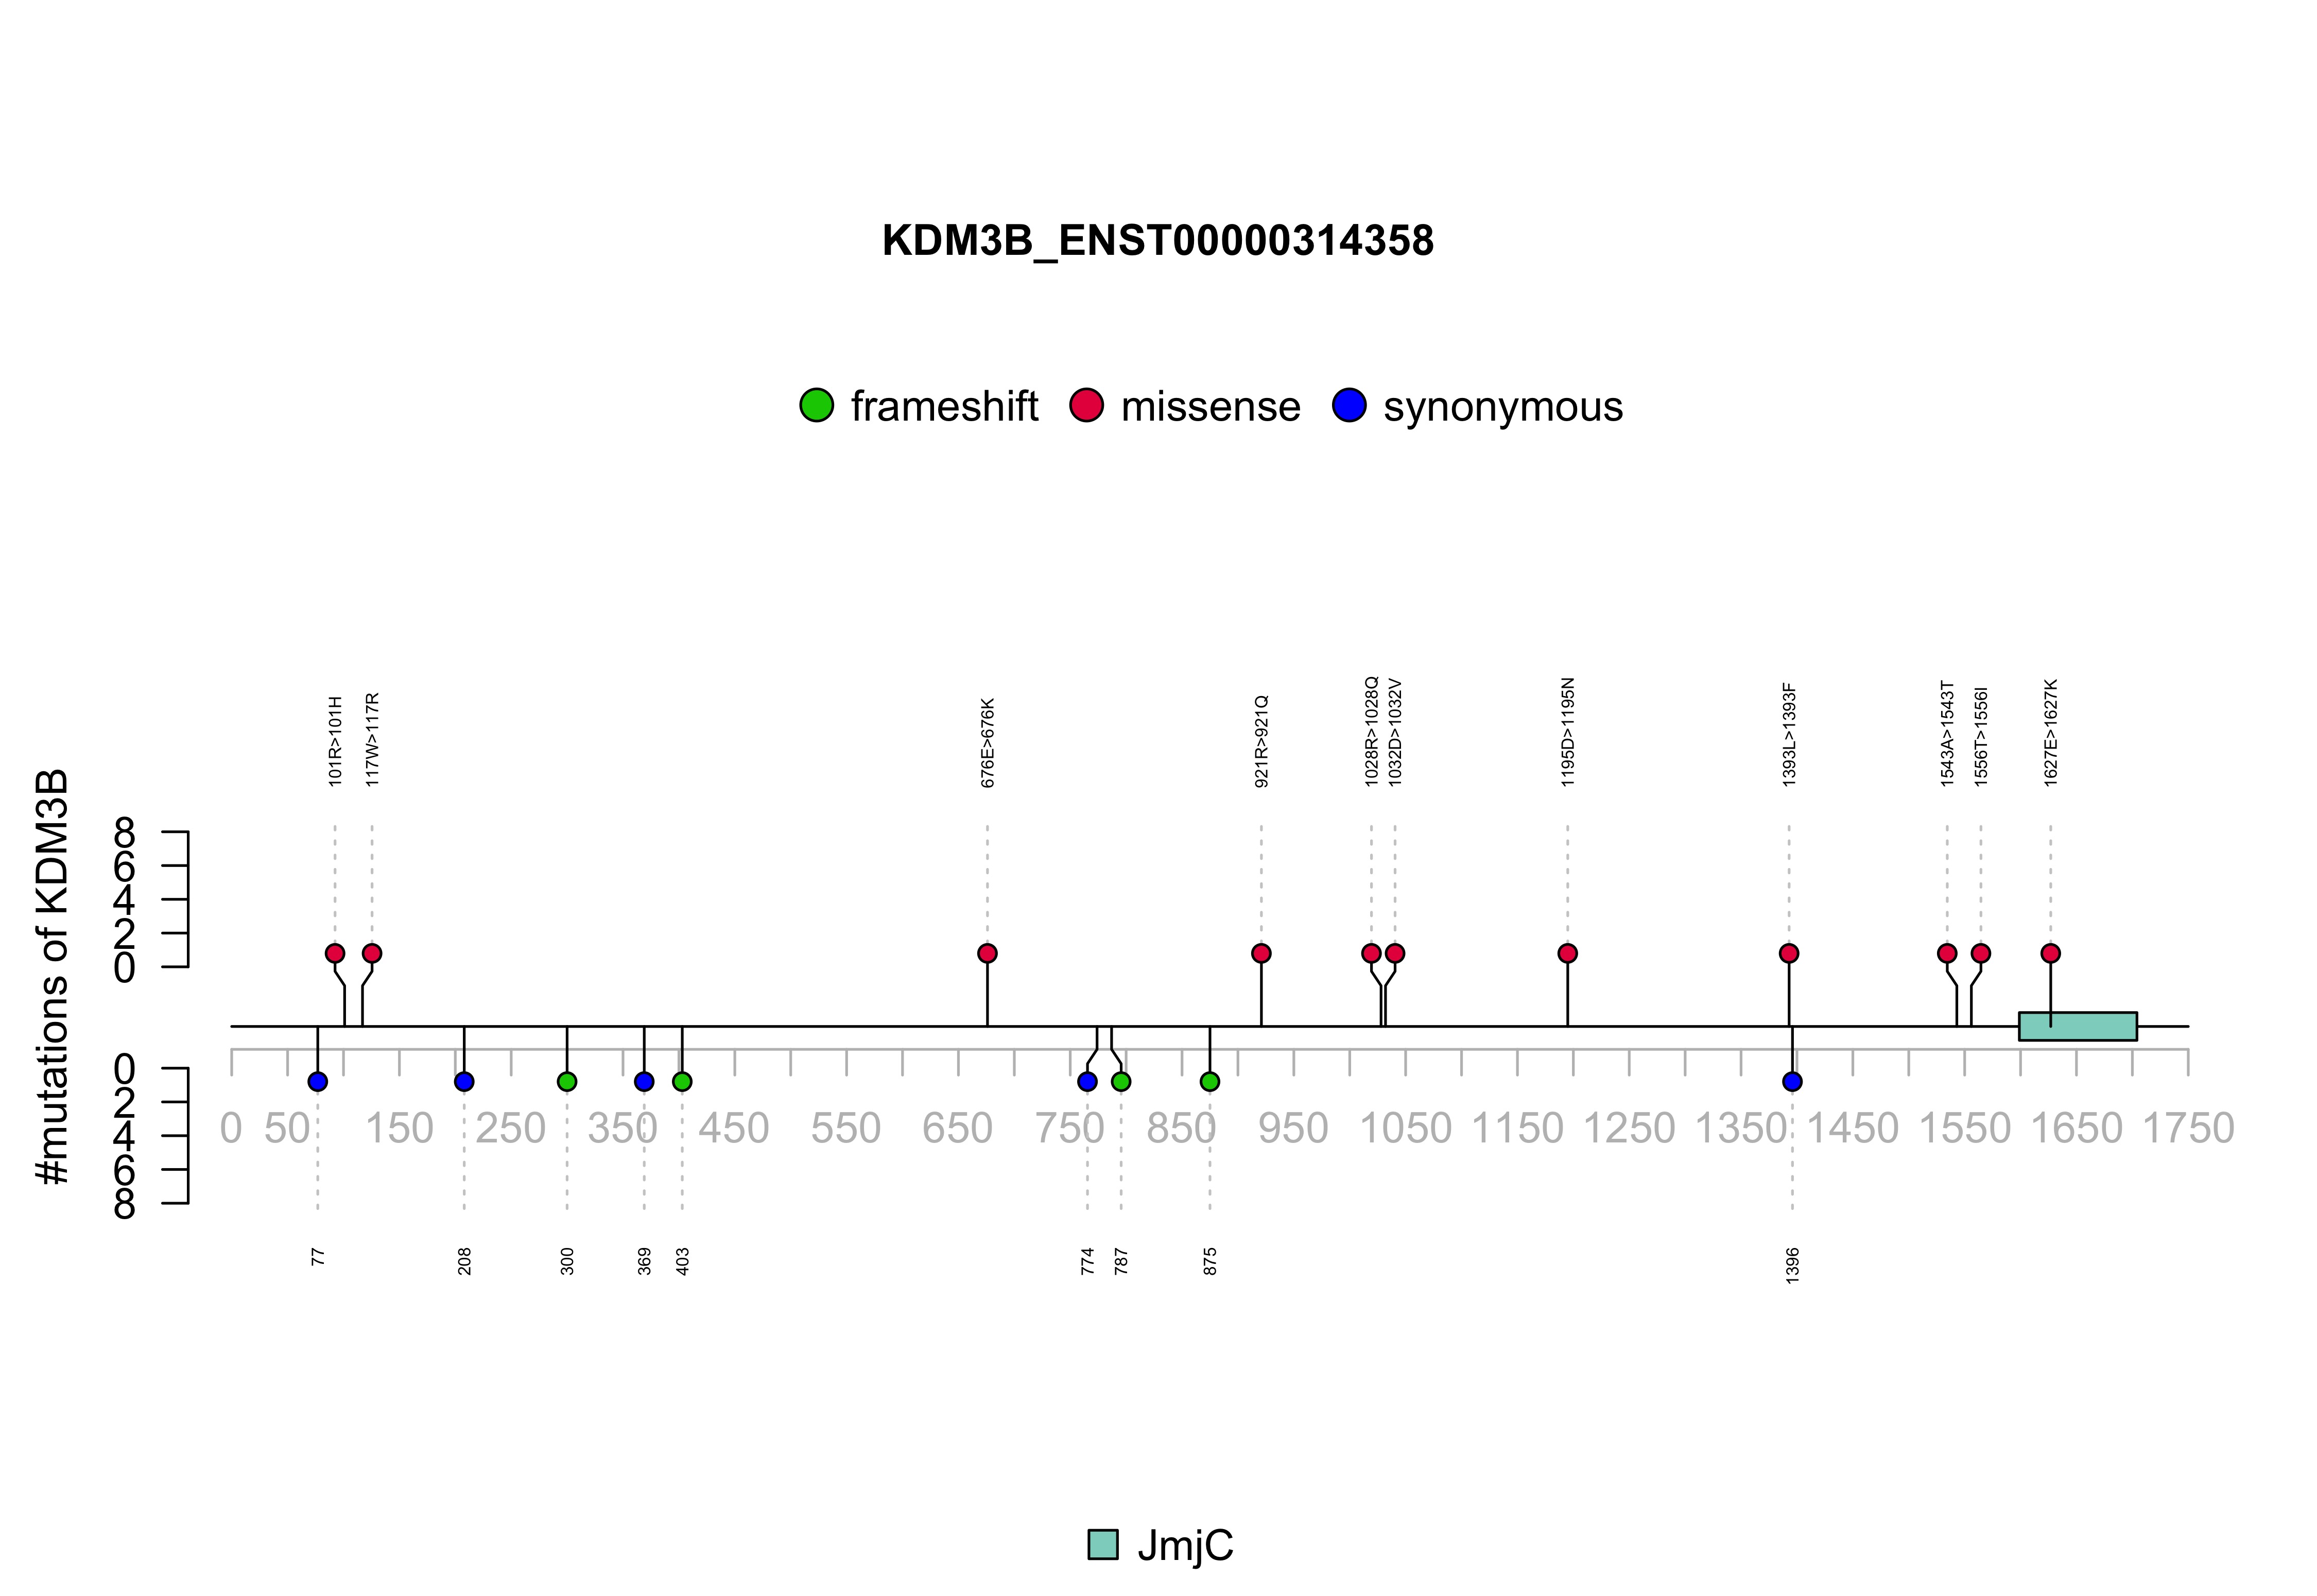 KDM3B_ENST00000314358
frameshift missense synonymous
101R>101H
117W>117R
676E>676K
921R>921Q
1028R>1028Q
1032D>1032V
1195D>1195N
1393L>1393F
1543A>1543T
1556T>1556I
1627E>1627K
#mutations of KDM3B
8
6
4
2
0
0
2
4
6
8
0 50 150 250 350 450 550 650 750 850 950 1050 1150 1250 1350 1450 1550 1650 1750
77
208
300
369
403
774
787
875
1396
JmjC